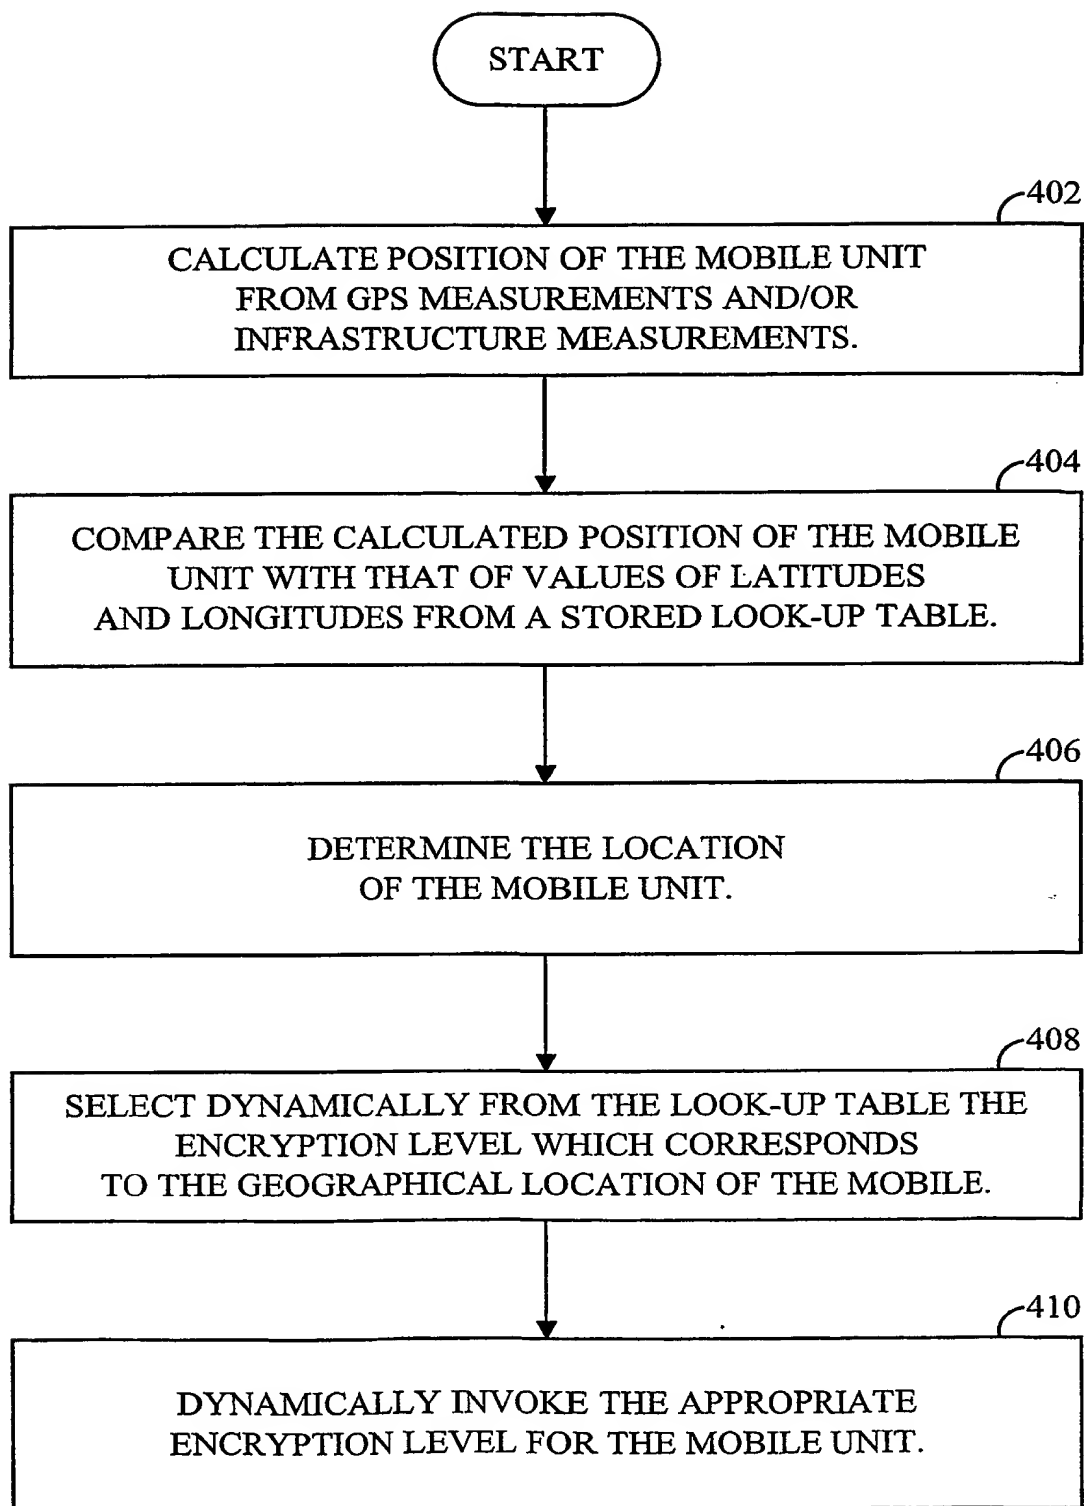 START
402
CALCULATE POSITION OF THE MOBILE UNIT
FROM GPS MEASUREMENTS AND/OR
INFRASTRUCTURE MEASUREMENTS.
404
COMPARE THE CALCULATED POSITION OF THE MOBILE
UNIT WITH THAT OF VALUES OF LATITUDES
AND LONGITUDES FROM A STORED LOOK-UP TABLE.
406
DETERMINE THE LOCATION
OF THE MOBILE UNIT.
408
SELECT DYNAMICALLY FROM THE LOOK-UP TABLE THE
ENCRYPTION LEVEL WHICH CORRESPONDS
TO THE GEOGRAPHICAL LOCATION OF THE MOBILE.
410
DYNAMICALLY INVOKE THE APPROPRIATE
ENCRYPTION LEVEL FOR THE MOBILE UNIT.